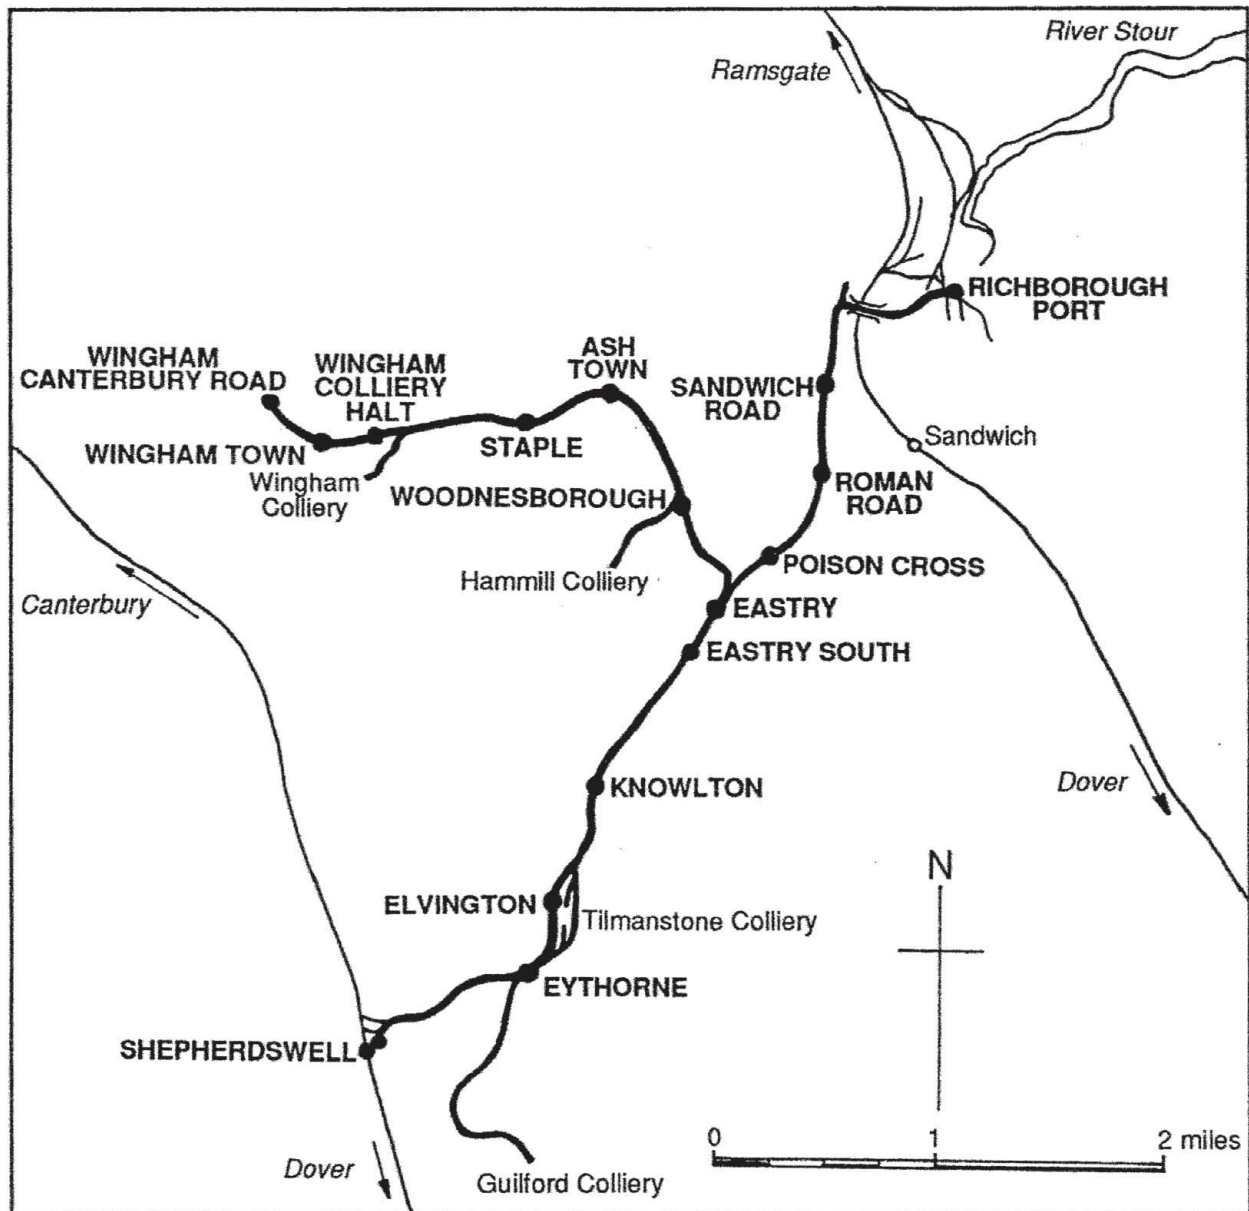 River Stour
Ramsgate
RICHBOROUGH
PORT
WINGHAM
CANTERBURY ROAD
WINGHAM
COLLIERY
HALT
ASH
TOWN
SANDWICH
ROAD
Sandwich
WINGHAM TOWN
STAPLE
Wingham
Colliery
WOODNESBOROUGH
ROMAN
ROAD
POISON CROSS
Hammill Colliery
Canterbury
EASTRY
EASTRY SOUTH
KNOWLTON
Dover
N
ELVINGTON
Tilmanstone Colliery
EYTHORNE
SHEPHERDSWELL
0 1 2 miles
Dover
Guilford Colliery